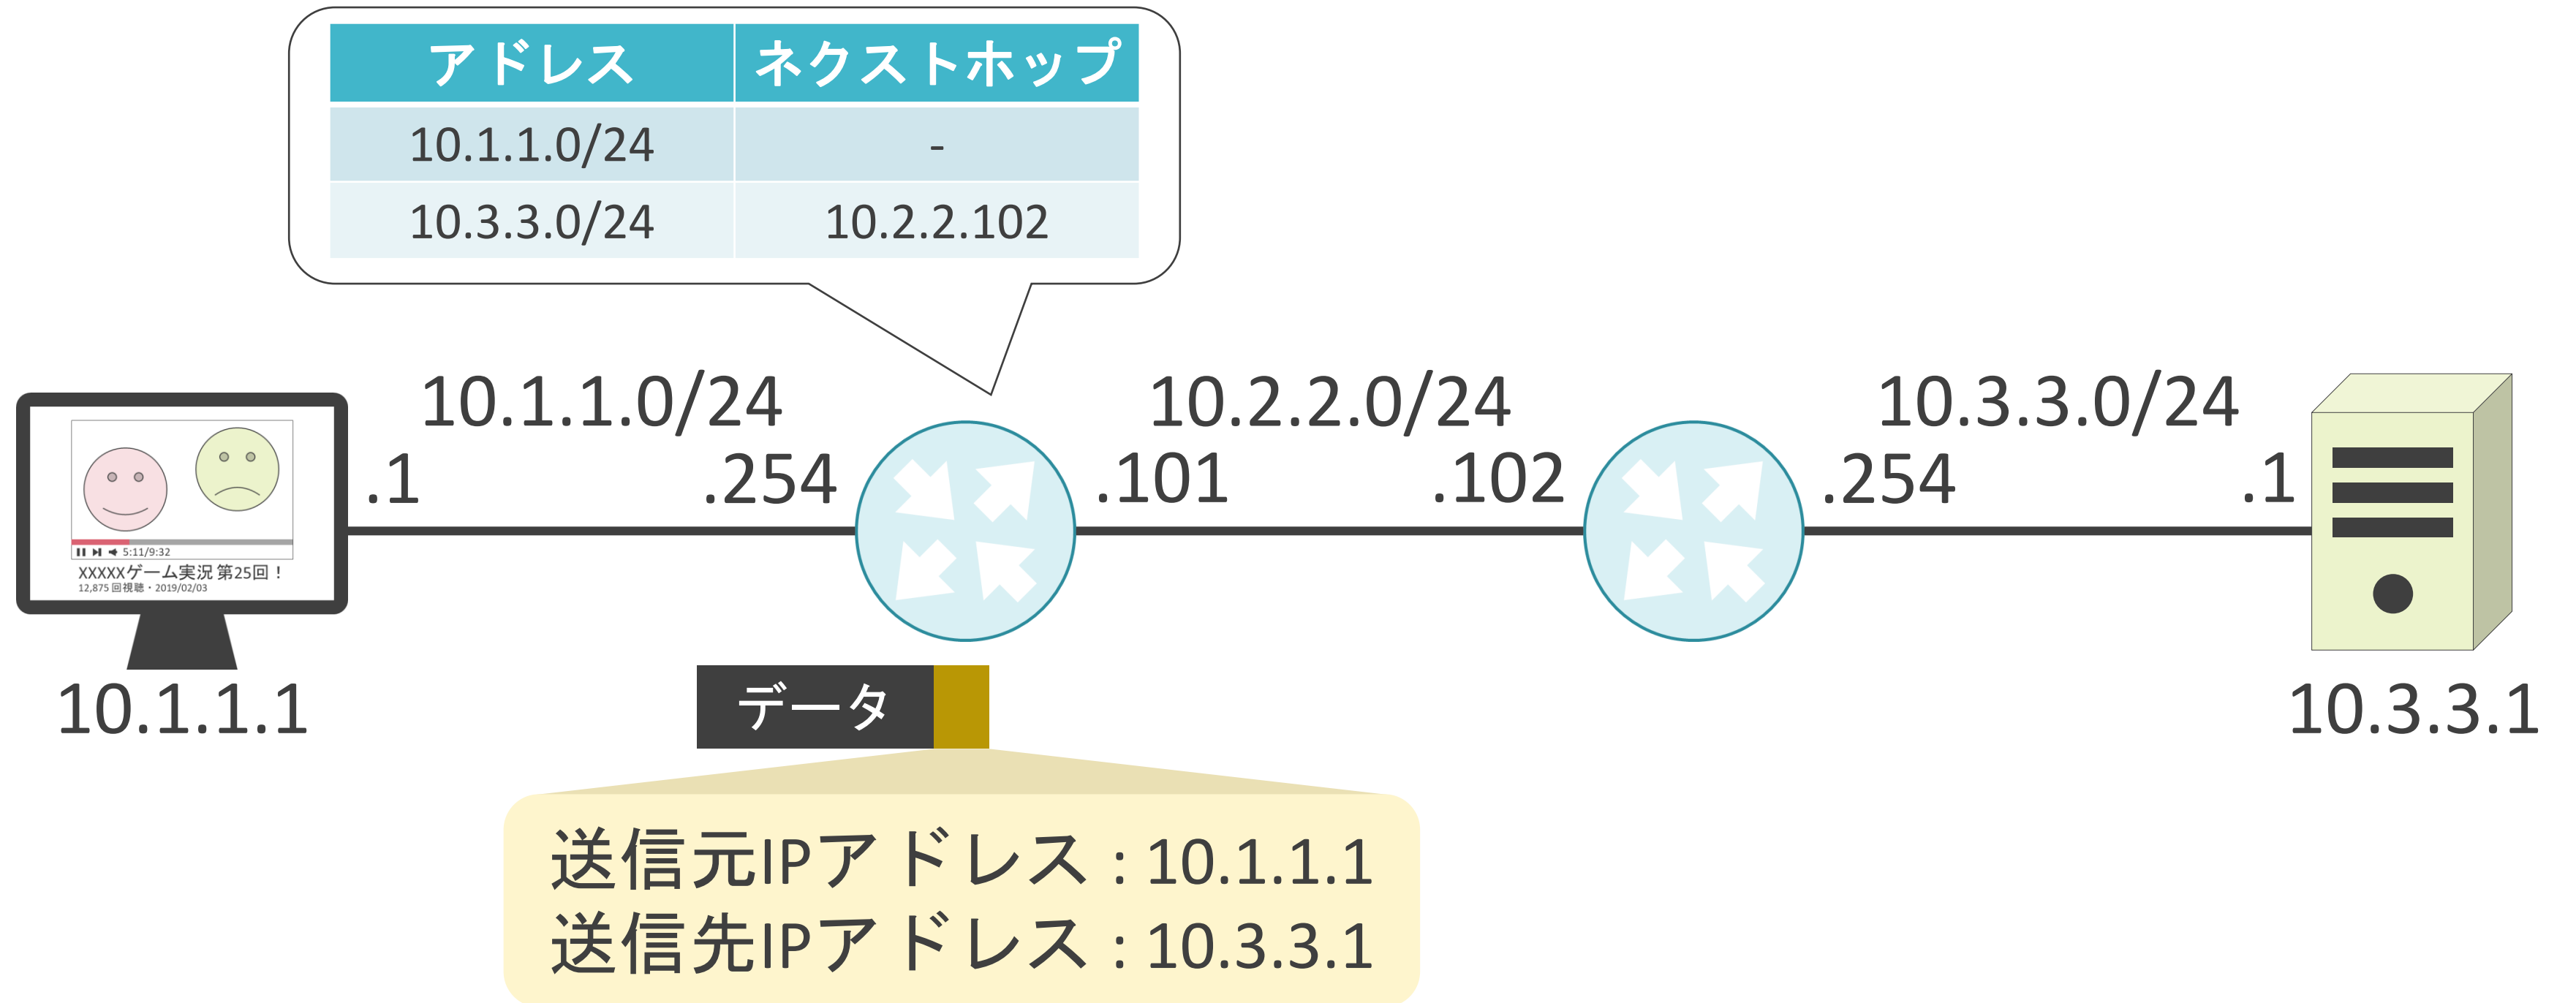 アドレス ネクストホップ
10.1.1.0/24 -
10.3.3.0/24 10.2.2.102
10.1.1.0/24 10.2.2.0/24 10.3.3.0/24
.1 .254 .101 .102 .254 .1
5:11/9:32
XXXXXゲーム実況 第25回！
12,875 回視聴・2019/02/03
10.1.1.1 10.3.3.1
データ
送信元IPアドレス：10.1.1.1
送信先IPアドレス：10.3.3.1